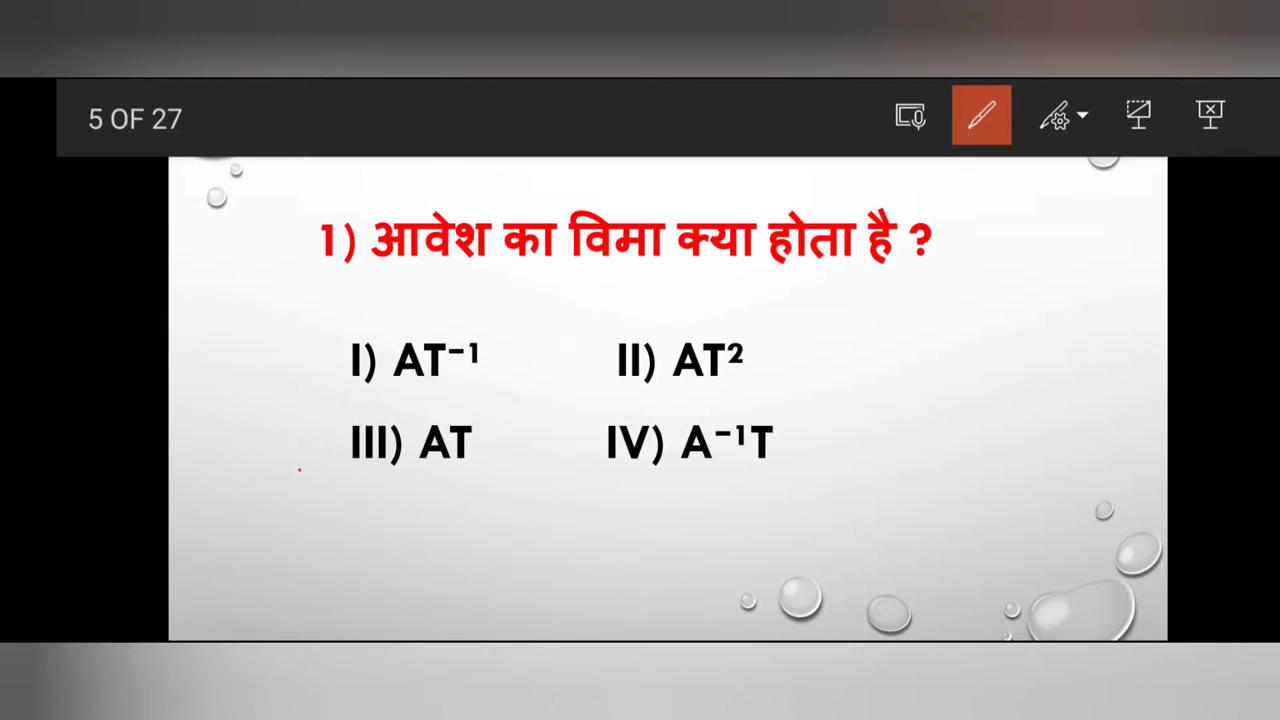 5 OF 27
1) आवेश का विमा क्या होता है ?
I) AT⁻¹ II) AT²
III) AT IV) A⁻¹T